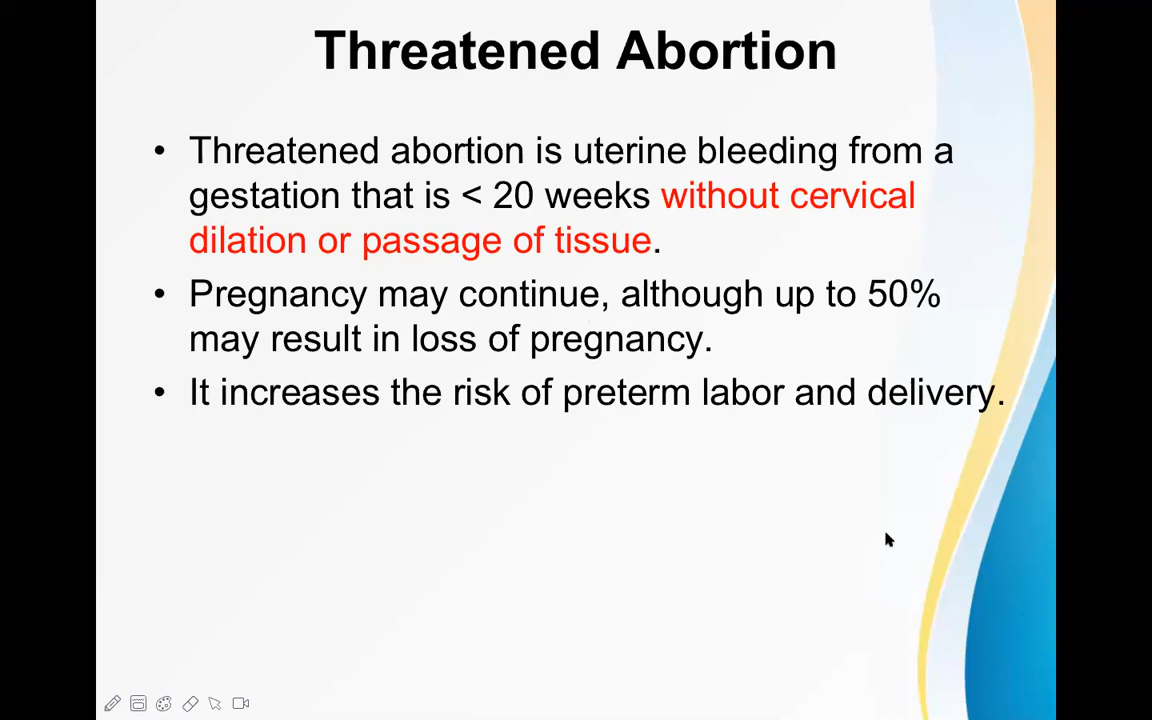 Threatened Abortion
• Threatened abortion is uterine bleeding from a
gestation that is < 20 weeks without cervical
dilation or passage of tissue.
• Pregnancy may continue, although up to 50%
may result in loss of pregnancy.
• It increases the risk of preterm labor and delivery.